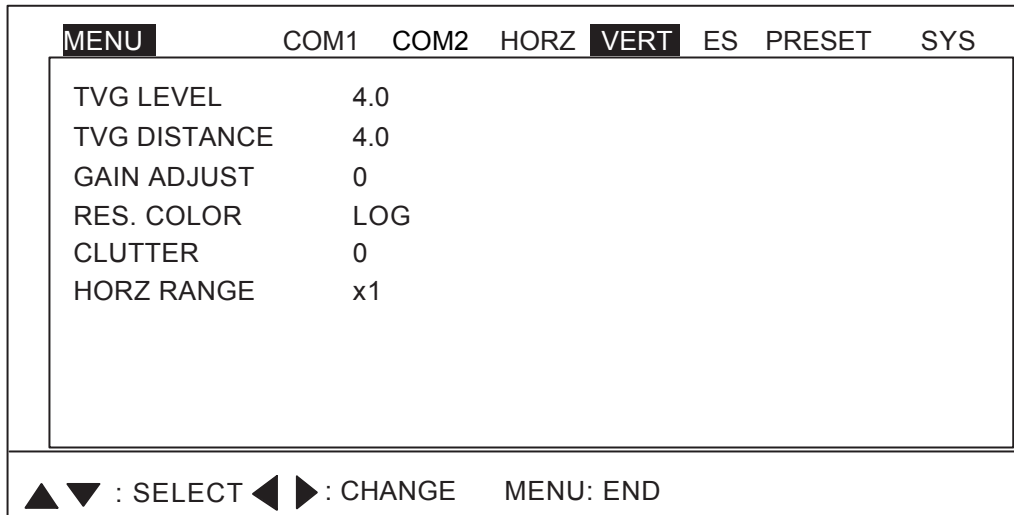 MENU COM1 COM2 HORZ VERT ES PRESET SYS
TVG LEVEL 4.0
TVG DISTANCE 4.0
GAIN ADJUST 0
RES. COLOR LOG
CLUTTER 0
HORZ RANGE x1
▲ ▼ : SELECT ◀ ▶ : CHANGE MENU: END